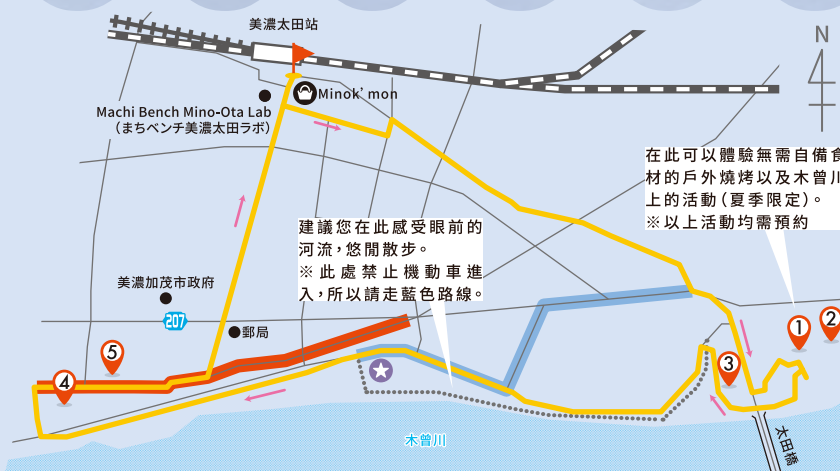 美濃太田站
N
Minok’mon
Machi Bench Mino-Ota Lab
（まちベンチ美濃太田ラボ）
在此可以體驗無需自備食
材的戶外燒烤以及木曾川
上的活動（夏季限定）。
※以上活動均需預約
建議您在此感受眼前的
河流，悠閒散步。
※此處禁止機動車進
入，所以請走藍色路線。
美濃加茂市政府
207
郵局
1
2
3
4
5
木曾川
太田橋